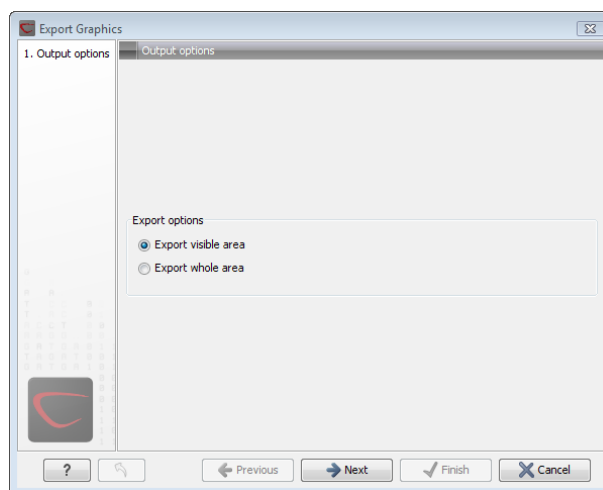 Export Graphics
1. Output options
Output options
Export options
Export visible area
Export whole area
? Previous Next Finish Cancel